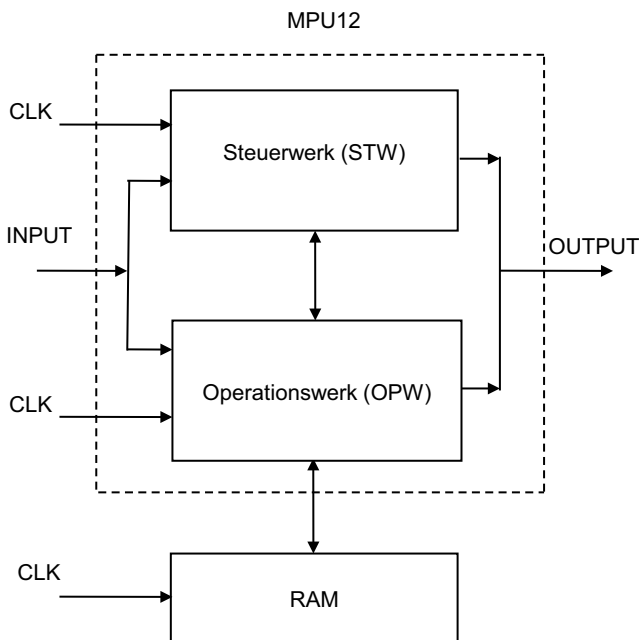 MPU12
CLK
Steuerwerk (STW)
INPUT
OUTPUT
Operationswerk (OPW)
CLK
CLK
RAM